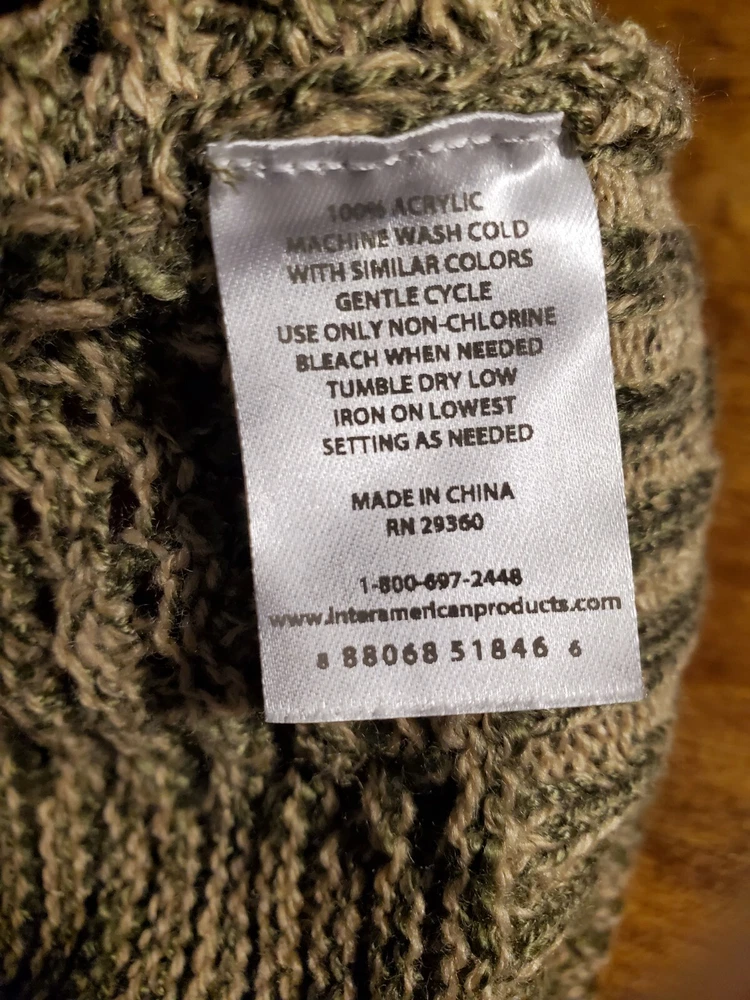 100% ACRYLIC
MACHINE WASH COLD
WITH SIMILAR COLORS
GENTLE CYCLE
USE ONLY NON-CHLORINE
BLEACH WHEN NEEDED
TUMBLE DRY LOW
IRON ON LOWEST
SETTING AS NEEDED
MADE IN CHINA
RN 29360
1-800-697-2448
www.interamericanproducts.com
8 88068 51846 6